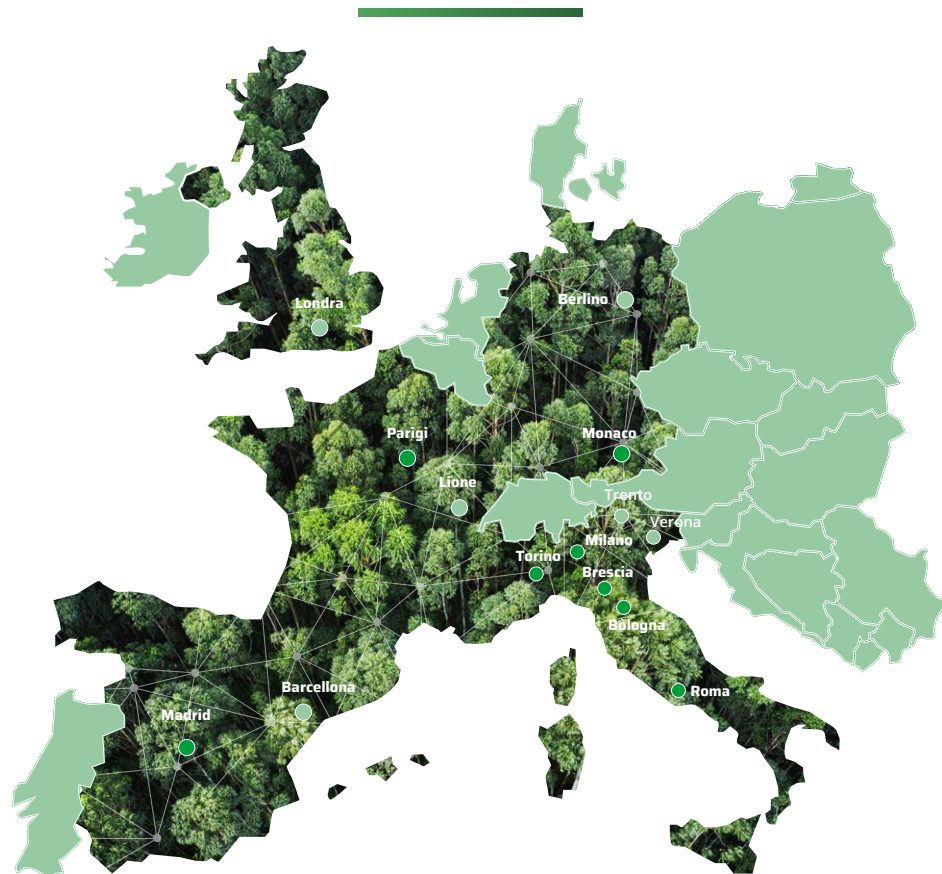 Londra
Berlino
Parigi
Monaco
Lione
Trento
Verona
Milano
Torino
Brescia
Bologna
Barcellona
Roma
Madrid